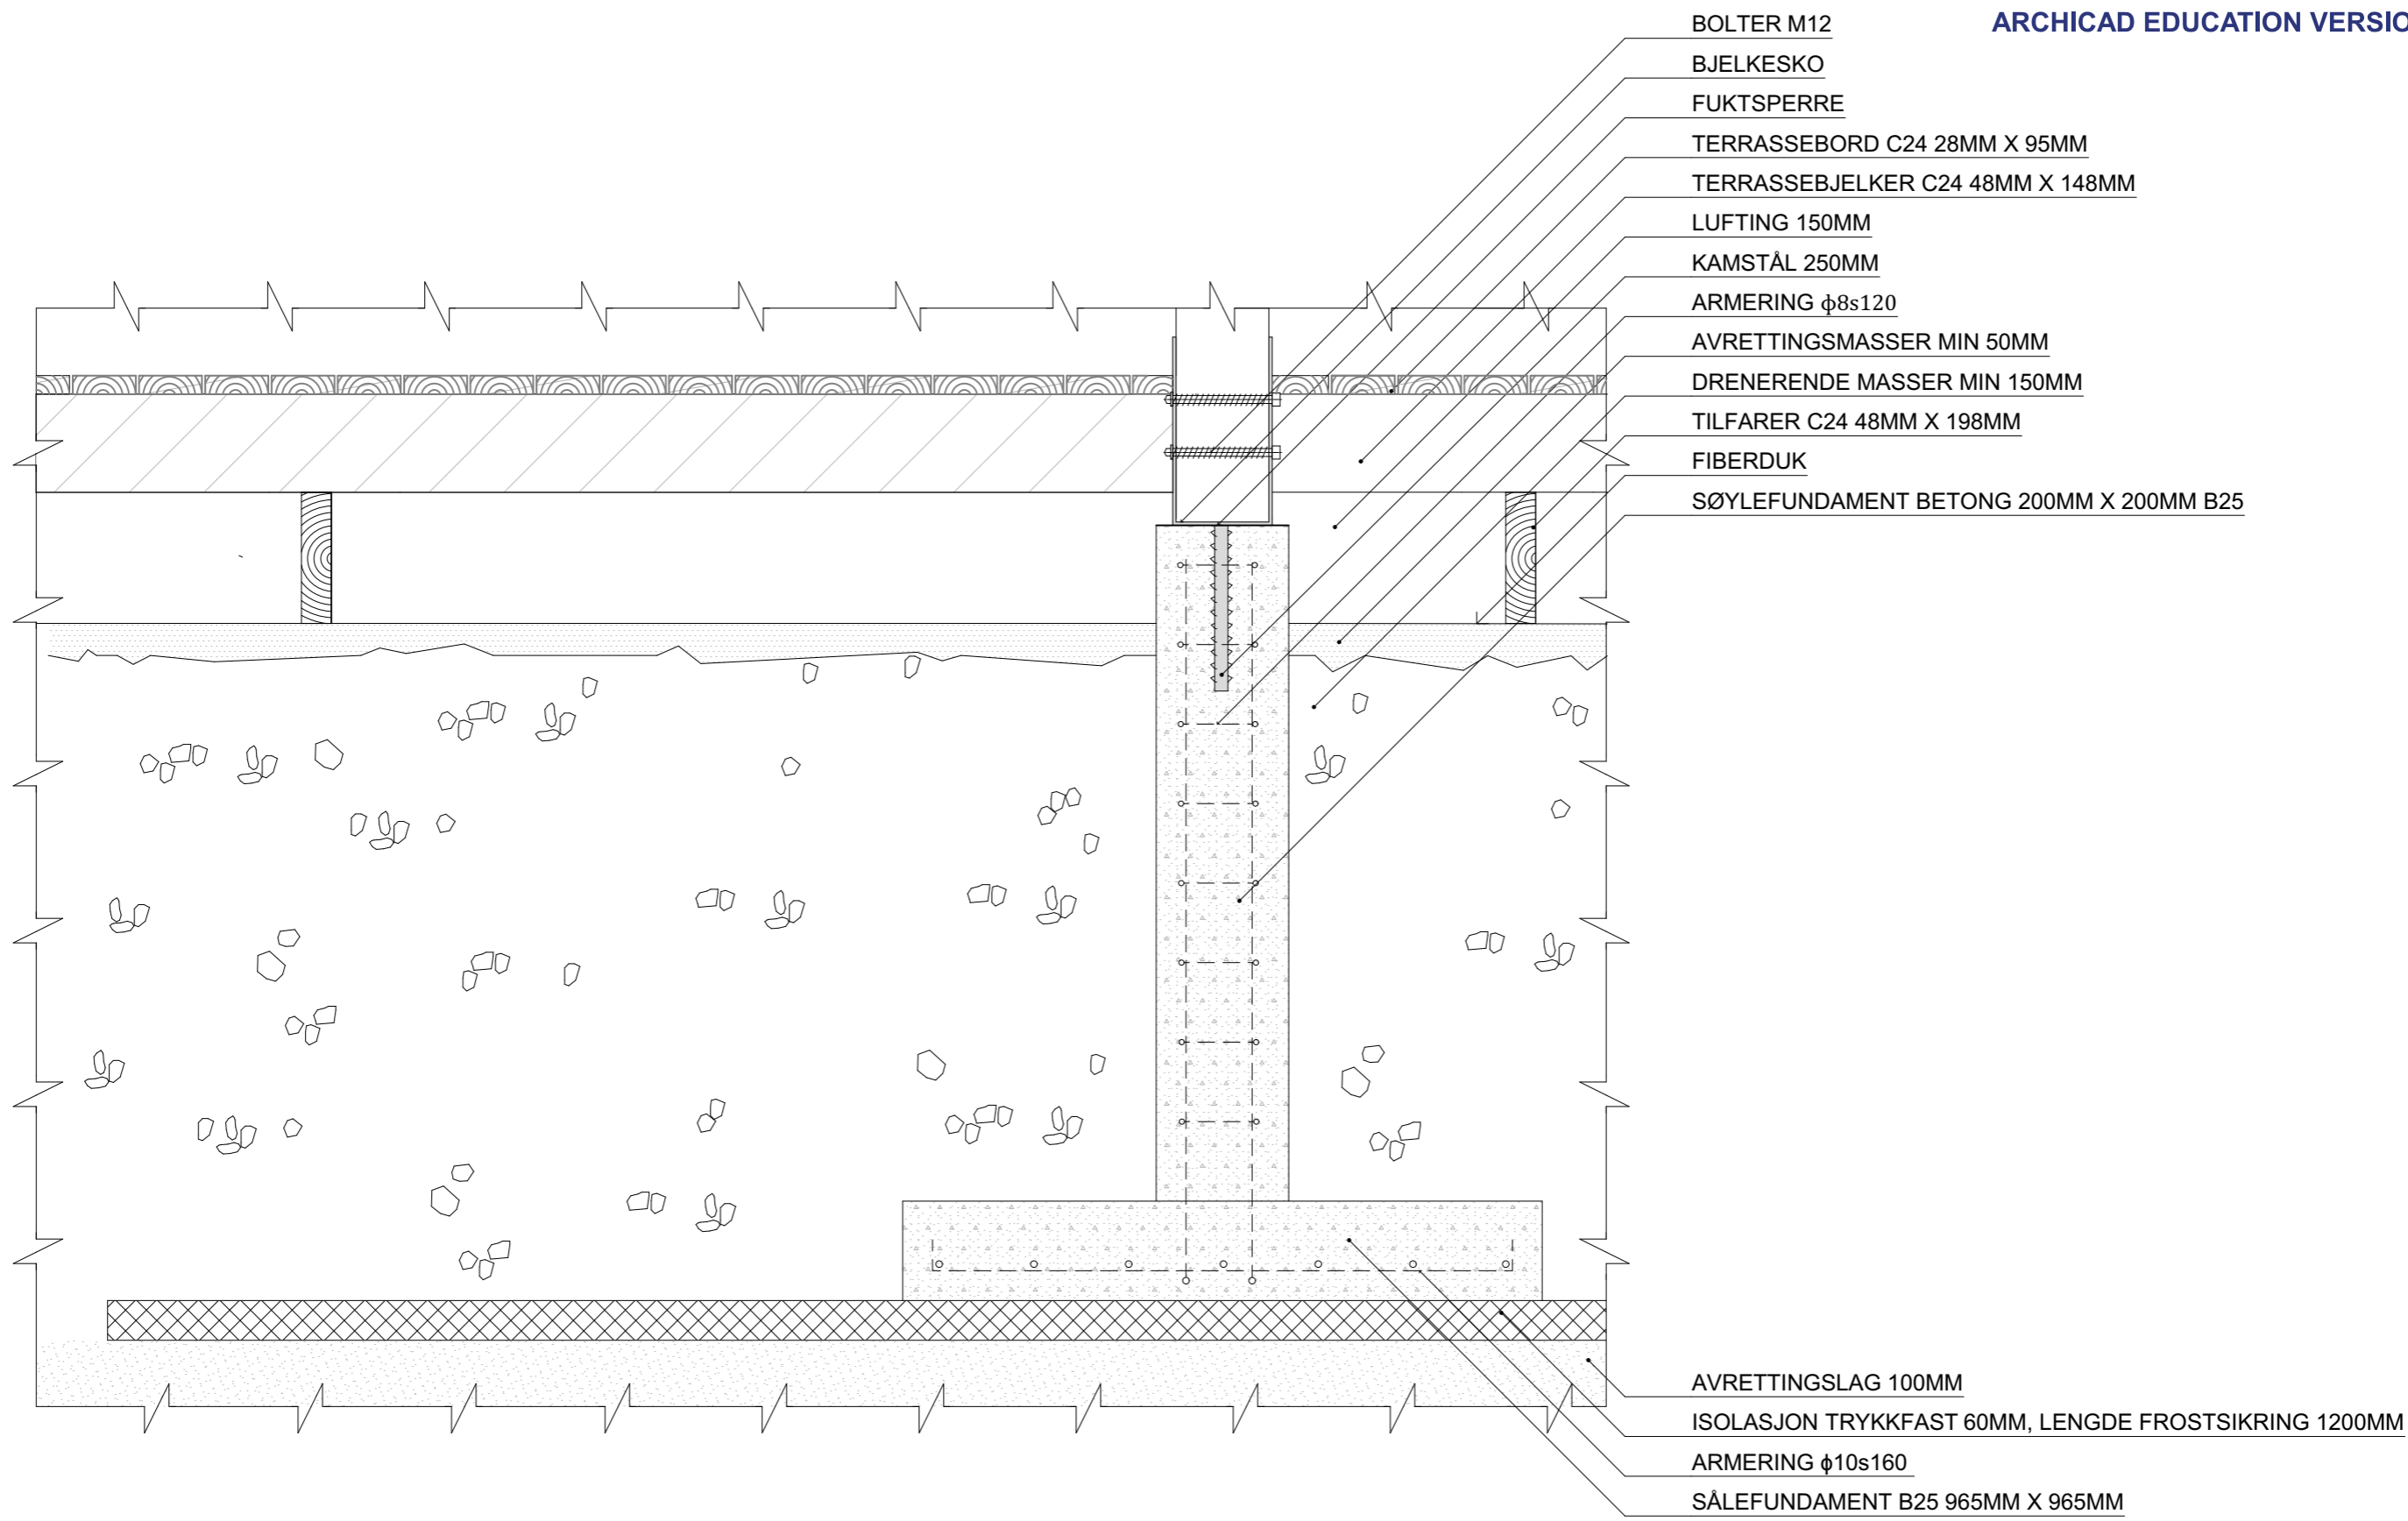 BOLTER M12
ARCHICAD EDUCATION VERSIO
BJELKESKO
FUKTSPERRE
TERRASSEBORD C24 28MM X 95MM
TERRASSEBJELKER C24 48MM X 148MM
LUFTING 150MM
KAMSTÅL 250MM
ARMERING ϕ8s120
AVRETTINGSMASSER MIN 50MM
DRENERENDE MASSER MIN 150MM
TILFARER C24 48MM X 198MM
FIBERDUK
SØYLEFUNDAMENT BETONG 200MM X 200MM B25
AVRETTINGSLAG 100MM
ISOLASJON TRYKKFAST 60MM, LENGDE FROSTSIKRING 1200MM
ARMERING ϕ10s160
SÅLEFUNDAMENT B25 965MM X 965MM